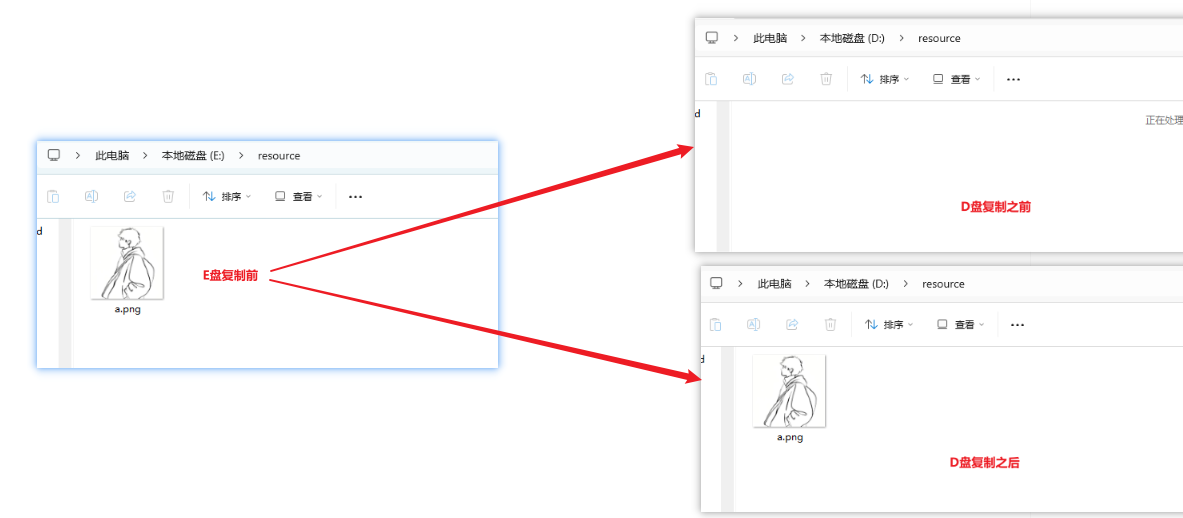 此电脑 > 本地磁盘 (E:) > resource
排序 查看 ...
d
E盘复制前
a.png
此电脑 > 本地磁盘 (D:) > resource
排序 查看 ...
d
正在处理
D盘复制之前
此电脑 > 本地磁盘 (D:) > resource
排序 查看 ...
d
a.png
D盘复制之后